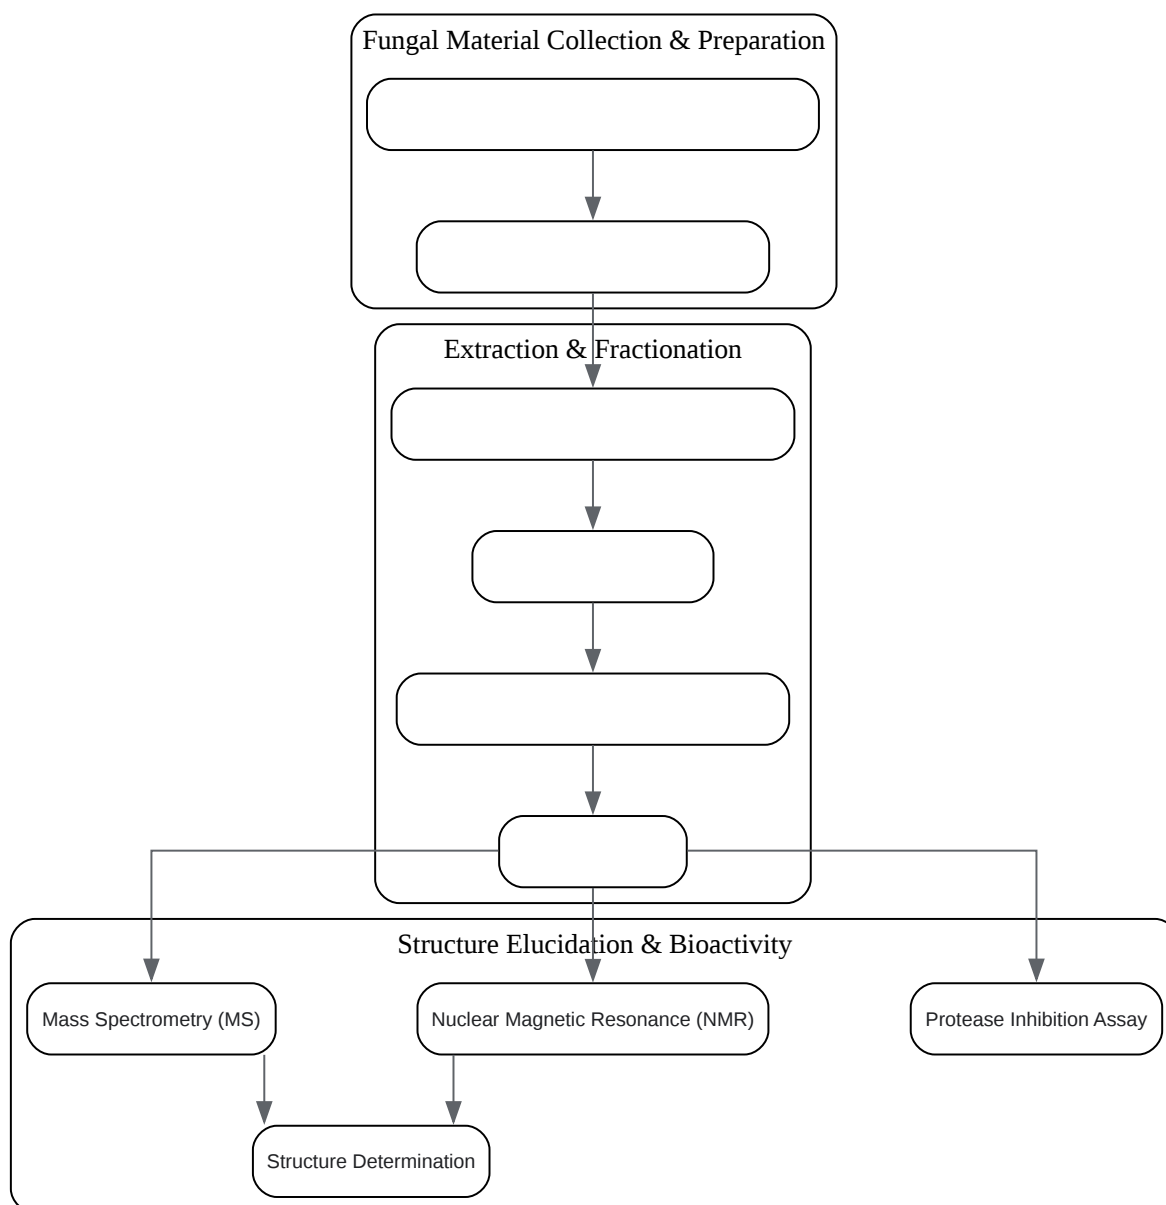 Fungal Material Collection & Preparation
Extraction & Fractionation
Structure Elucidation & Bioactivity
Mass Spectrometry (MS)
Nuclear Magnetic Resonance (NMR)
Protease Inhibition Assay
Structure Determination